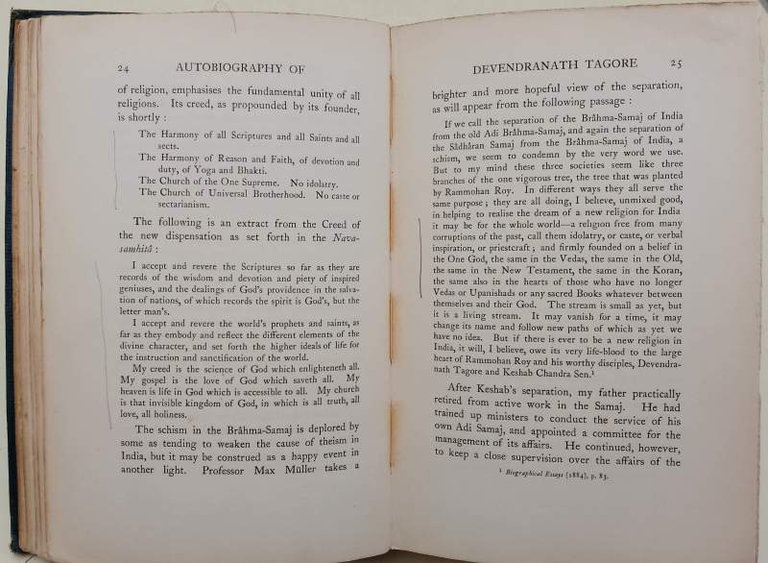 24 AUTOBIOGRAPHY OF
of religion, emphasises the fundamental unity of all
religions. Its creed, as propounded by its founder,
is shortly :
The Harmony of all Scriptures and all Saints and all
sects.
The Harmony of Reason and Faith, of devotion and
duty, of Yoga and Bhakti.
The Church of the One Supreme. No idolatry.
The Church of Universal Brotherhood. No caste or
sectarianism.
The following is an extract from the Creed of
the new dispensation as set forth in the Nava-
samhitâ :
I accept and revere the Scriptures so far as they are
records of the wisdom and devotion and piety of inspired
geniuses, and the dealings of God's providence in the salva-
tion of nations, of which records the spirit is God's, but the
letter man's.
I accept and revere the world's prophets and saints, as
far as they embody and reflect the different elements of the
divine character, and set forth the higher ideals of life for
the instruction and sanctification of the world.
My creed is the science of God which enlighteneth all.
My gospel is the love of God which saveth all. My
heaven is life in God which is accessible to all. My church
is that invisible kingdom of God, in which is all truth, all
love, all holiness.
The schism in the Brâhma-Samaj is deplored by
some as tending to weaken the cause of theism in
India, but it may be construed as a happy event in
another light. Professor Max Müller takes a
DEVENDRANATH TAGORE 25
brighter and more hopeful view of the separation,
as will appear from the following passage :
If we call the separation of the Brâhma-Samaj of India
from the old Adi Brâhma-Samaj, and again the separation of
the Sâdhâran Samaj from the Brâhma-Samaj of India, a
schism, we seem to condemn by the very word we use.
But to my mind these three societies seem like three
branches of the one vigorous tree, the tree that was planted
by Rammohan Roy. In different ways they all serve the
same purpose ; they are all doing, I believe, unmixed good,
in helping to realise the dream of a new religion for India
it may be for the whole world—a religion free from many
corruptions of the past, call them idolatry, or caste, or verbal
inspiration, or priestcraft ; and firmly founded on a belief in
the One God, the same in the Vedas, the same in the Old,
the same in the New Testament, the same in the Koran,
the same also in the hearts of those who have no longer
Vedas or Upanishads or any sacred Books whatever between
themselves and their God. The stream is small as yet, but
it is a living stream. It may vanish for a time, it may
change its name and follow new paths of which as yet we
have no idea. But if there is ever to be a new religion in
India, it will, I believe, owe its very life-blood to the large
heart of Rammohan Roy and his worthy disciples, Devendra-
nath Tagore and Keshab Chandra Sen.¹
After Keshab's separation, my father practically
retired from active work in the Samaj. He had
trained up ministers to conduct the service of his
own Adi Samaj, and appointed a committee for the
management of its affairs. He continued, however,
to keep a close supervision over the affairs of the
¹ Biographical Essays (1884), p. 83.